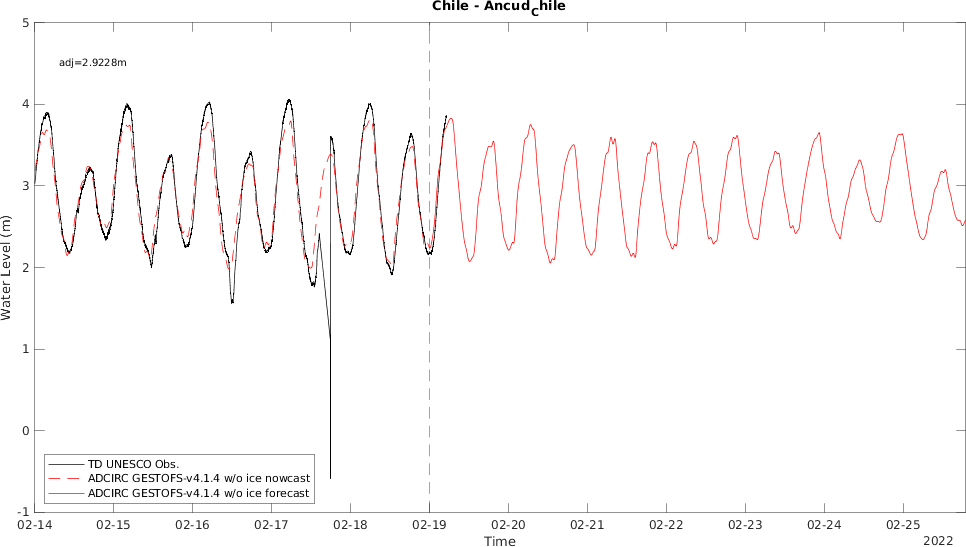 Chile - Ancud_Chile
adj=2.9228m
5
4
3
2
1
0
-1
Water Level (m)
TD UNESCO Obs.
ADCIRC GESTOFS-v4.1.4 w/o ice nowcast
ADCIRC GESTOFS-v4.1.4 w/o ice forecast
02-14 02-15 02-16 02-17 02-18 02-19 02-20 02-21 02-22 02-23 02-24 02-25
Time
2022